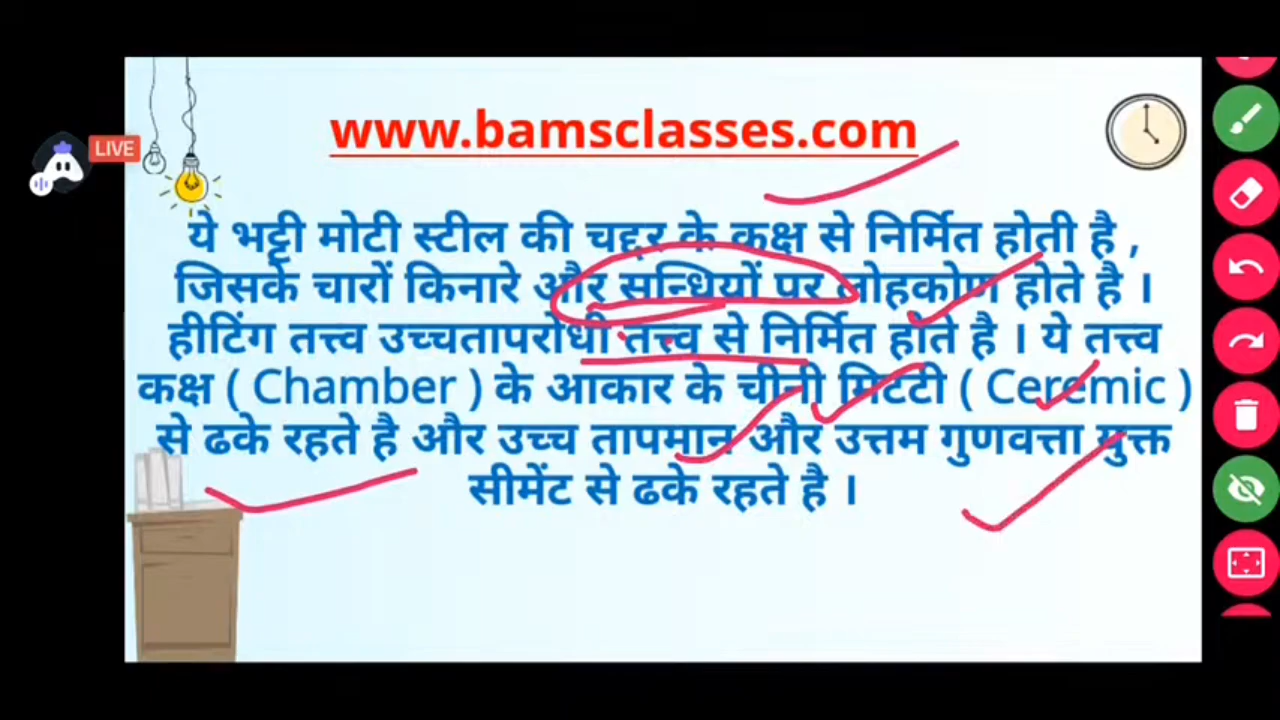 LIVE
www.bamsclasses.com
ये भट्टी मोटी स्टील की चद्दर के कक्ष से निर्मित होती है ,
जिसके चारों किनारे और सन्धियों पर लोहकोण होते है ।
हीटिंग तत्त्व उच्चतापरोधी तत्त्व से निर्मित होते है । ये तत्त्व
कक्ष ( Chamber ) के आकार के चीनी मिटटी ( Ceremic )
से ढके रहते है और उच्च तापमान और उत्तम गुणवत्ता युक्त
सीमेंट से ढके रहते है ।